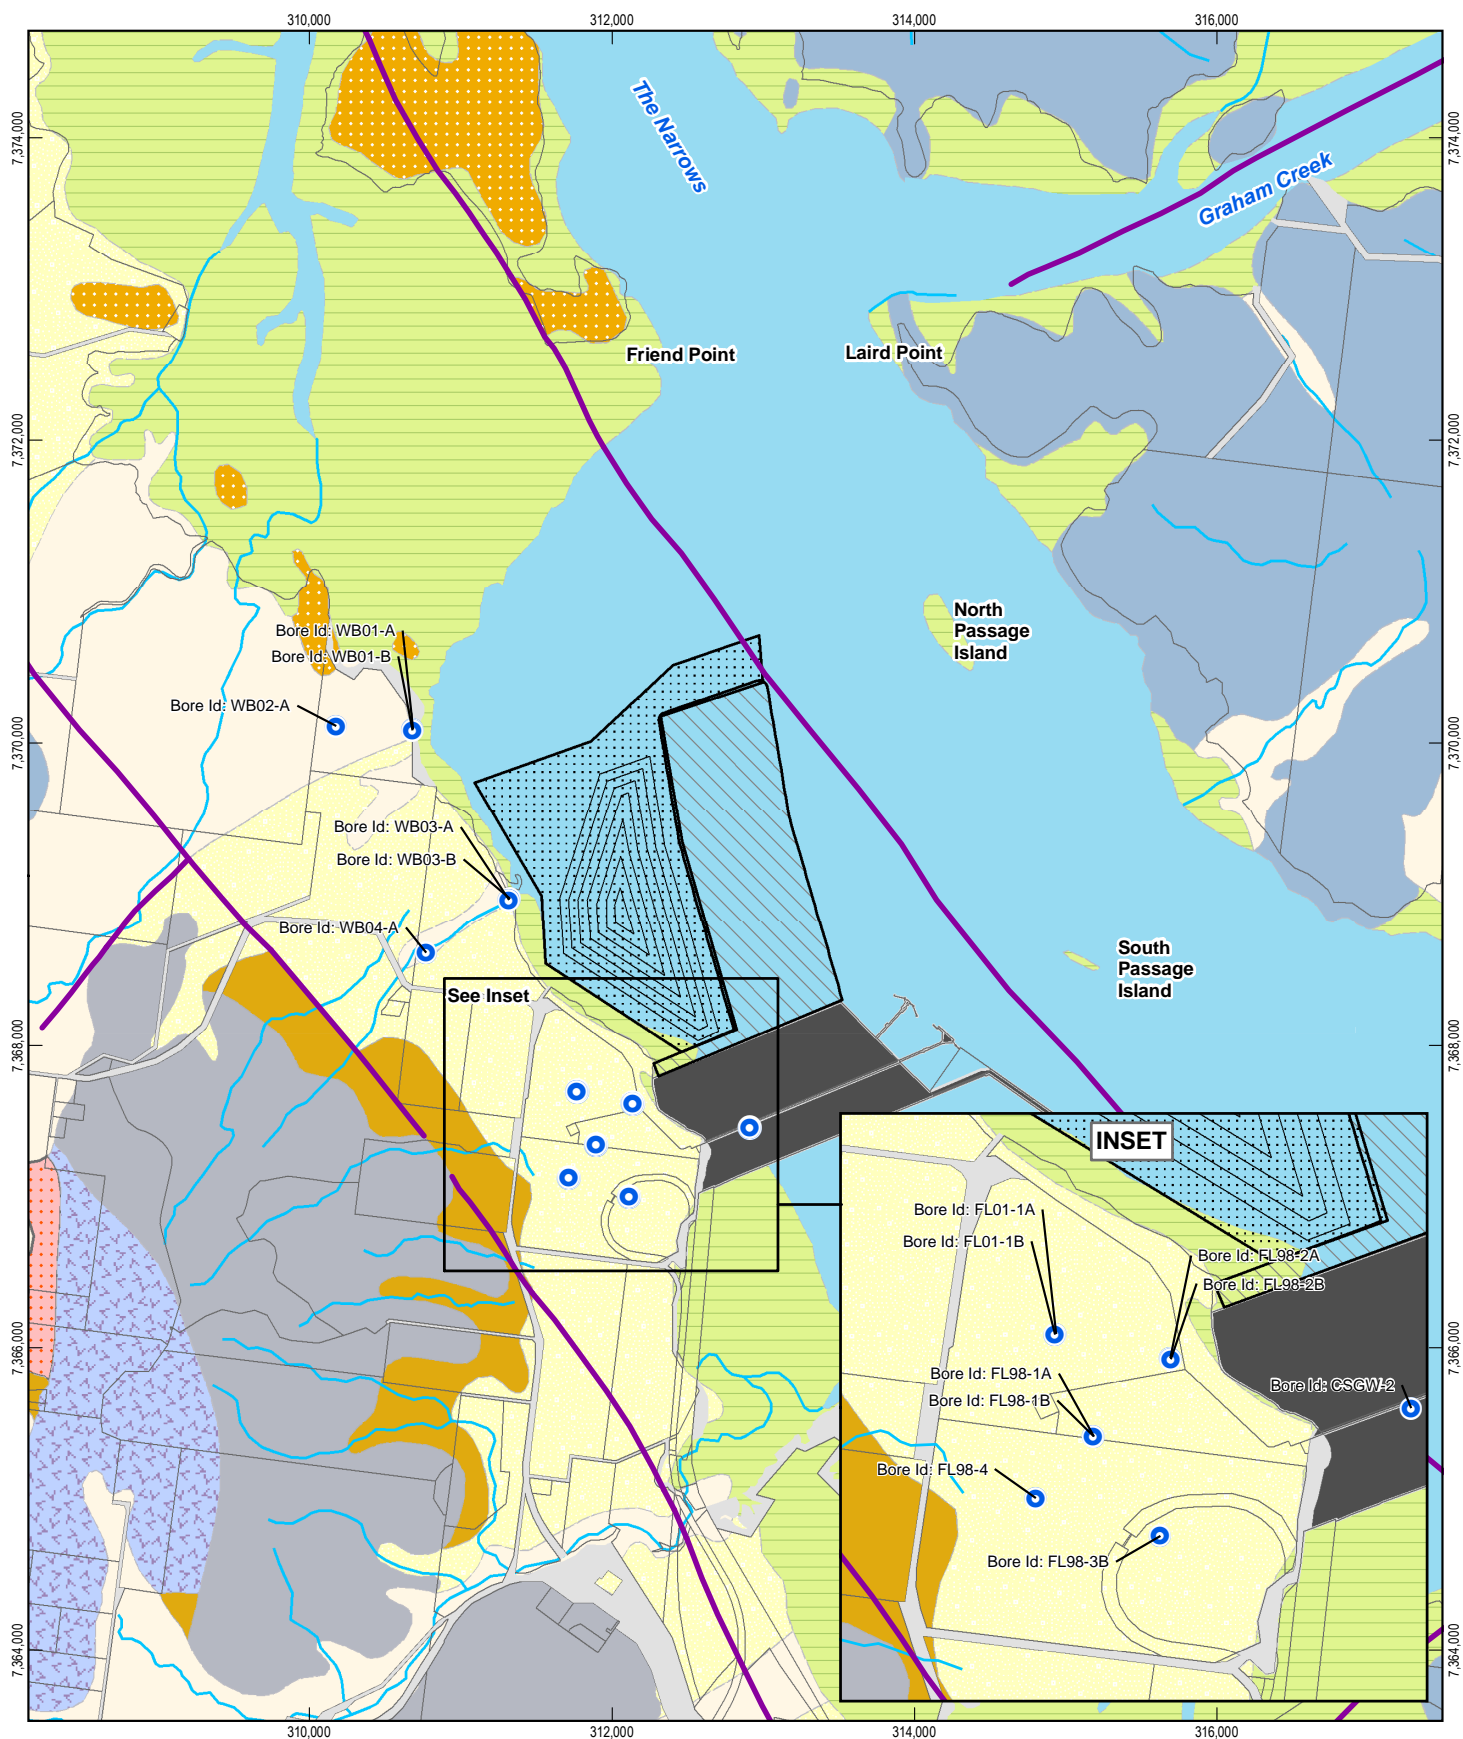 310,000
312,000
314,000
316,000
7,374,000
7,374,000
The Narrows
Graham Creek
Friend Point
Laird Point
7,372,000
7,372,000
North
Passage
Island
Bore Id: WB01-A
Bore Id: WB01-B
Bore Id: WB02-A
7,370,000
7,370,000
Bore Id: WB03-A
Bore Id: WB03-B
Bore Id: WB04-A
South
Passage
Island
See Inset
7,368,000
7,368,000
INSET
Bore Id: FL01-1A
Bore Id: FL01-1B
Bore Id: FL98-2A
Bore Id: FL98-2B
Bore Id: FL98-1A
Bore Id: FL98-1B
Bore Id: CSGW-2
Bore Id: FL98-4
Bore Id: FL98-3B
7,366,000
7,366,000
7,364,000
7,364,000
310,000
312,000
314,000
316,000